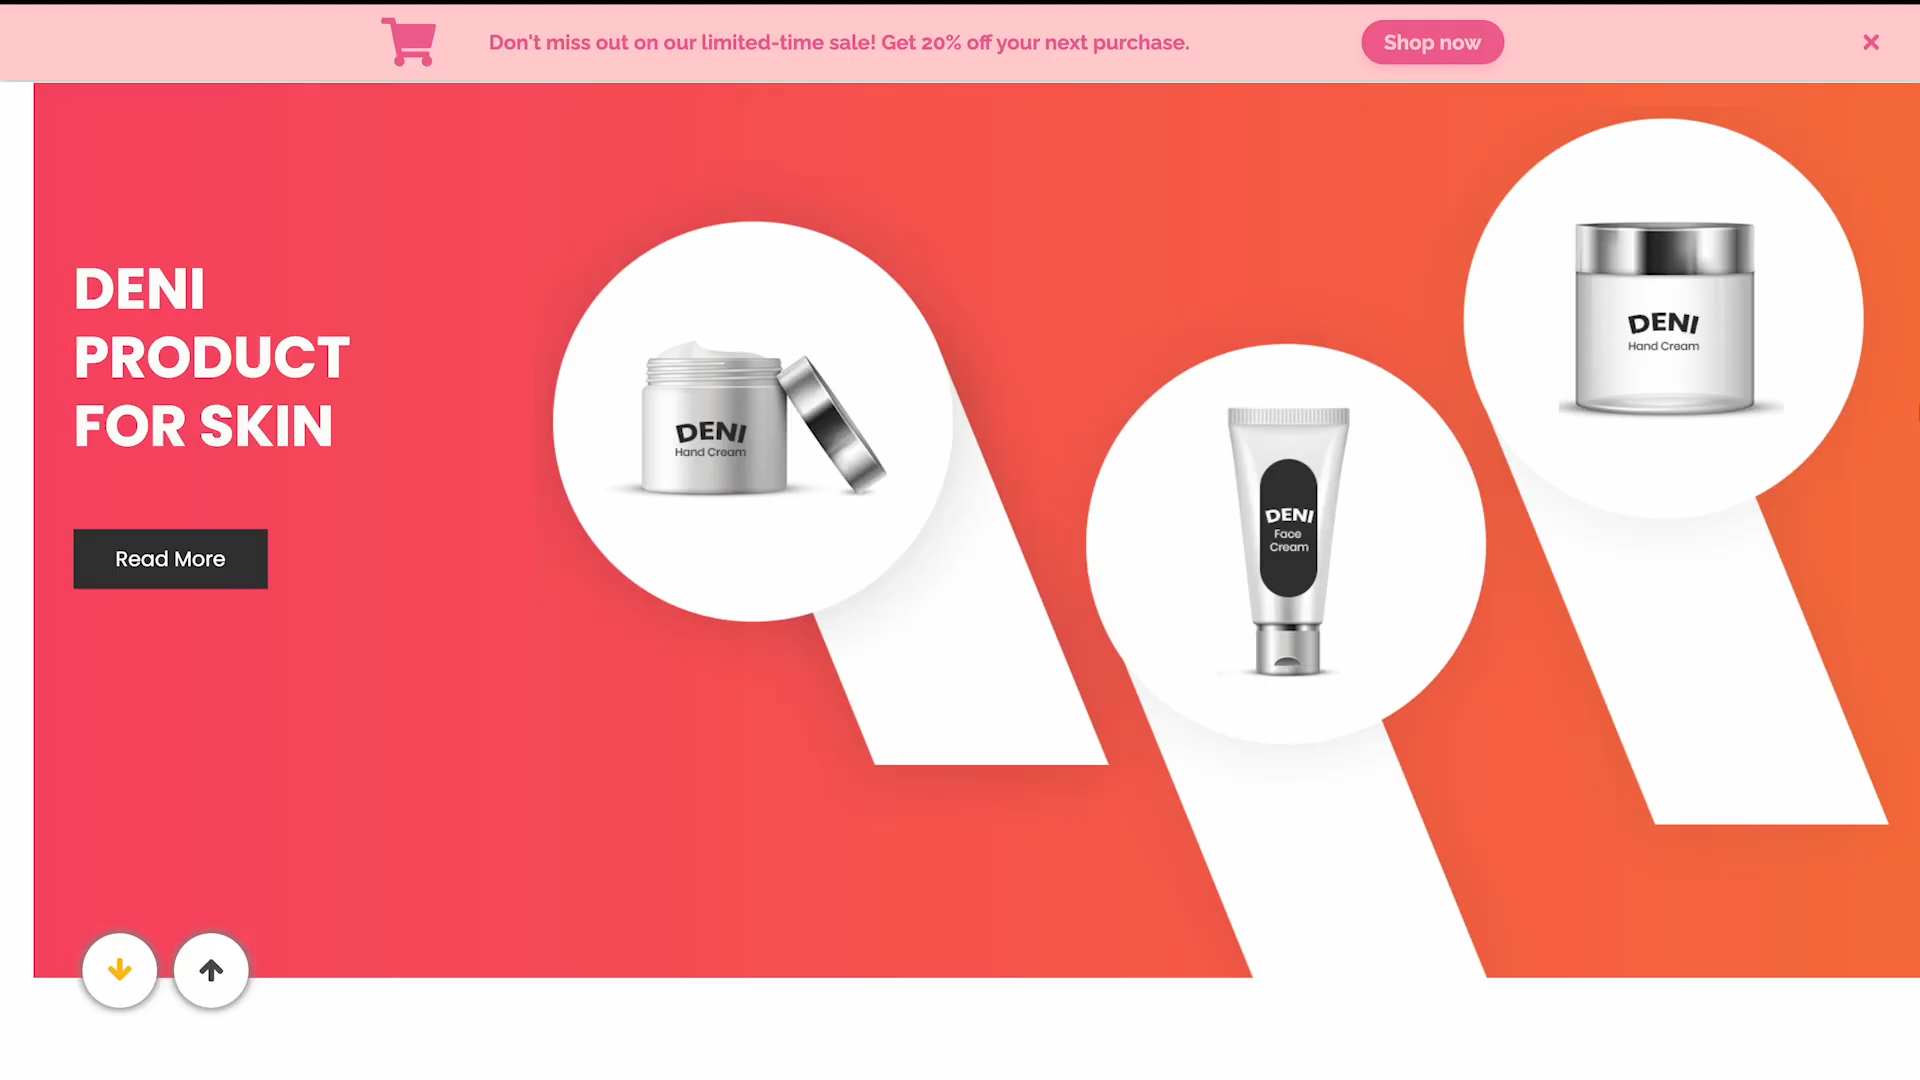 Don't miss out on our limited-time sale! Get 20% off your next purchase.
Shop now
DENI
PRODUCT
FOR SKIN
Read More
DENI
Hand Cream
DENI
Face
Cream
DENI
Hand Cream